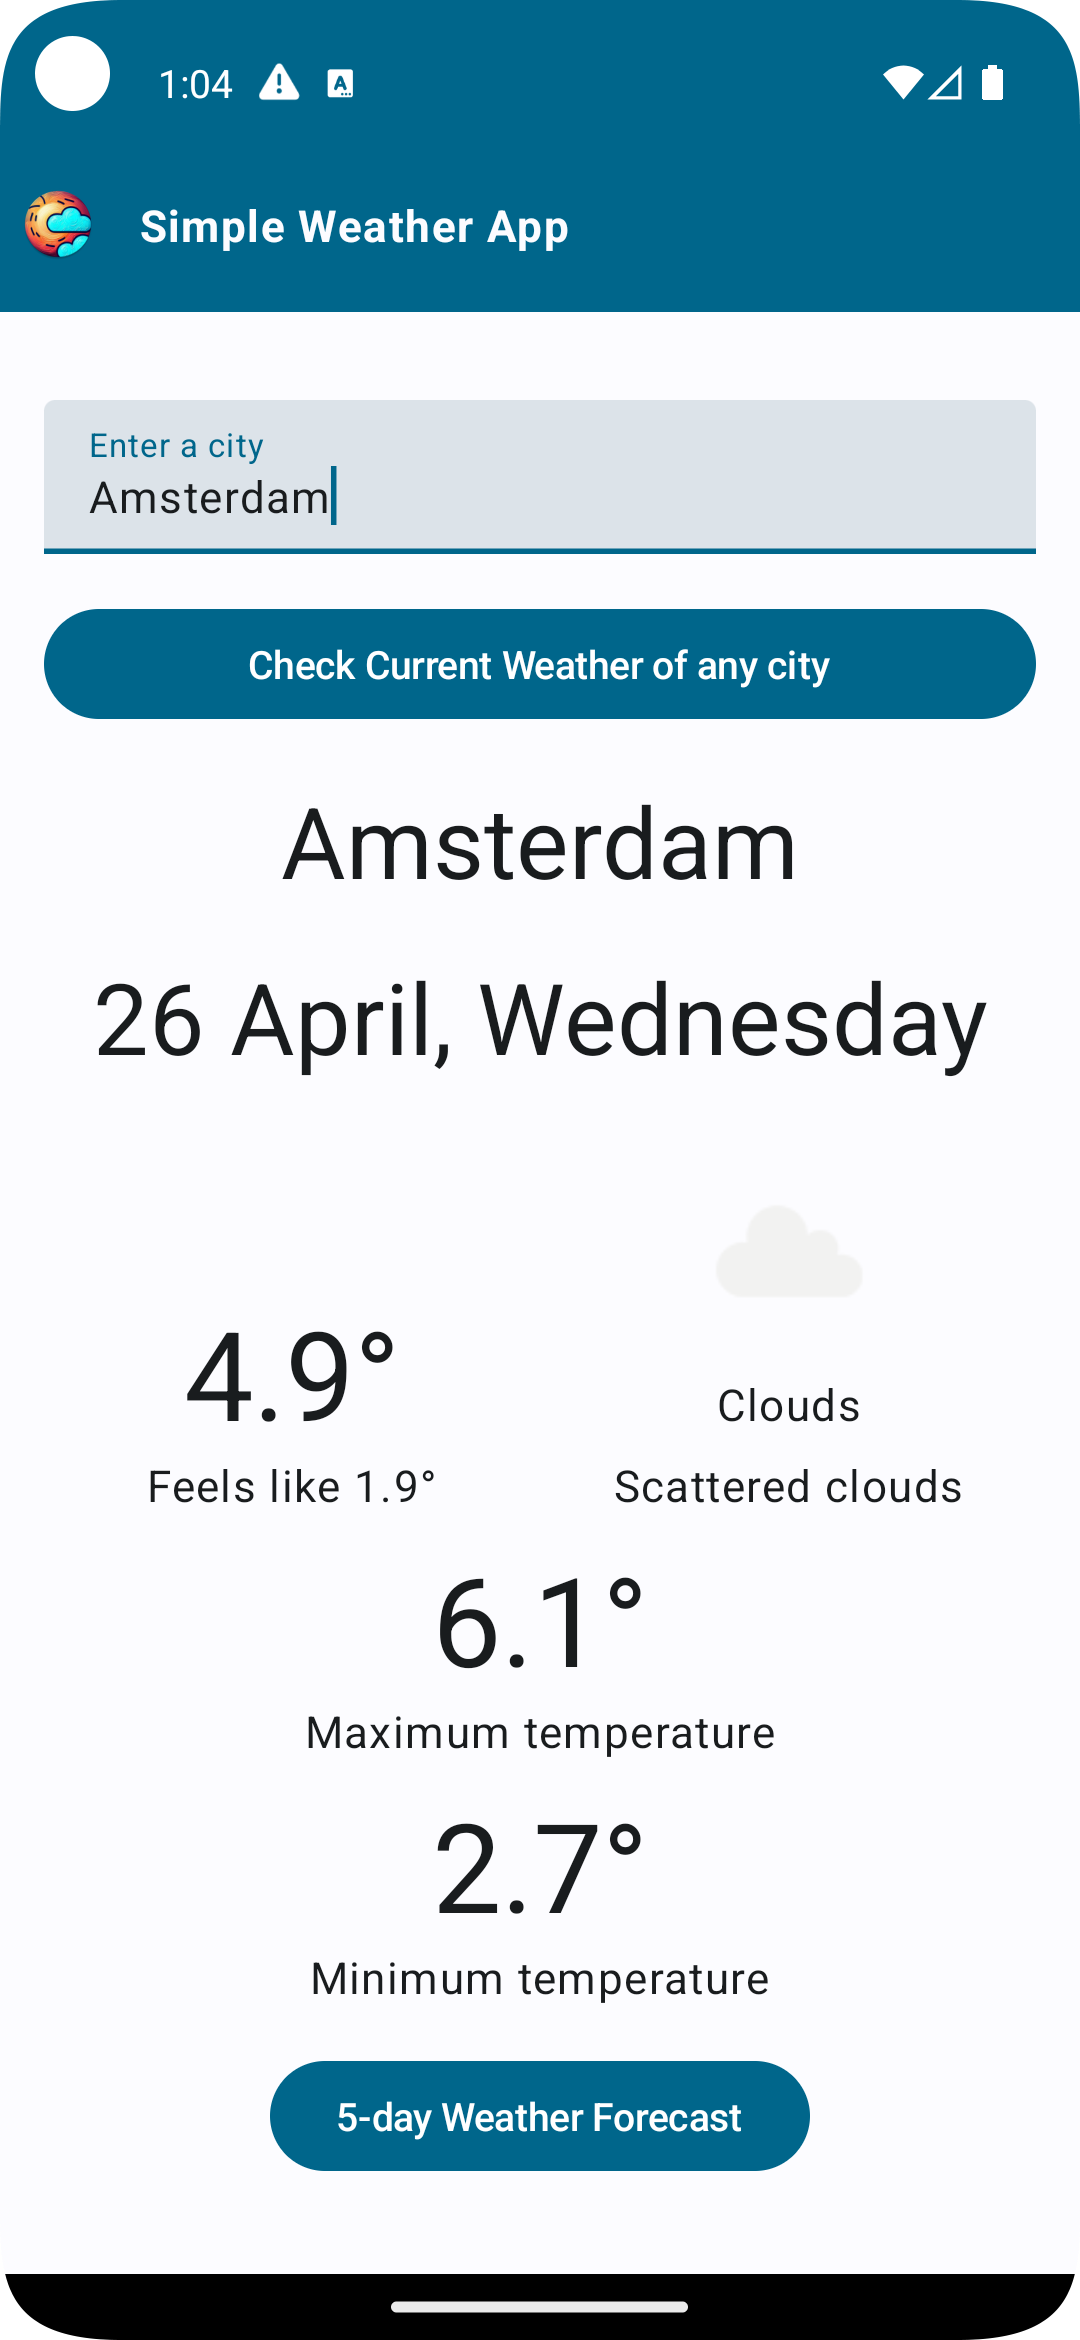 1:04
Simple Weather App
Enter a city
Amsterdam
Check Current Weather of any city
Amsterdam
26 April, Wednesday
4.9°
Clouds
Feels like 1.9°
Scattered clouds
6.1°
Maximum temperature
2.7°
Minimum temperature
5-day Weather Forecast